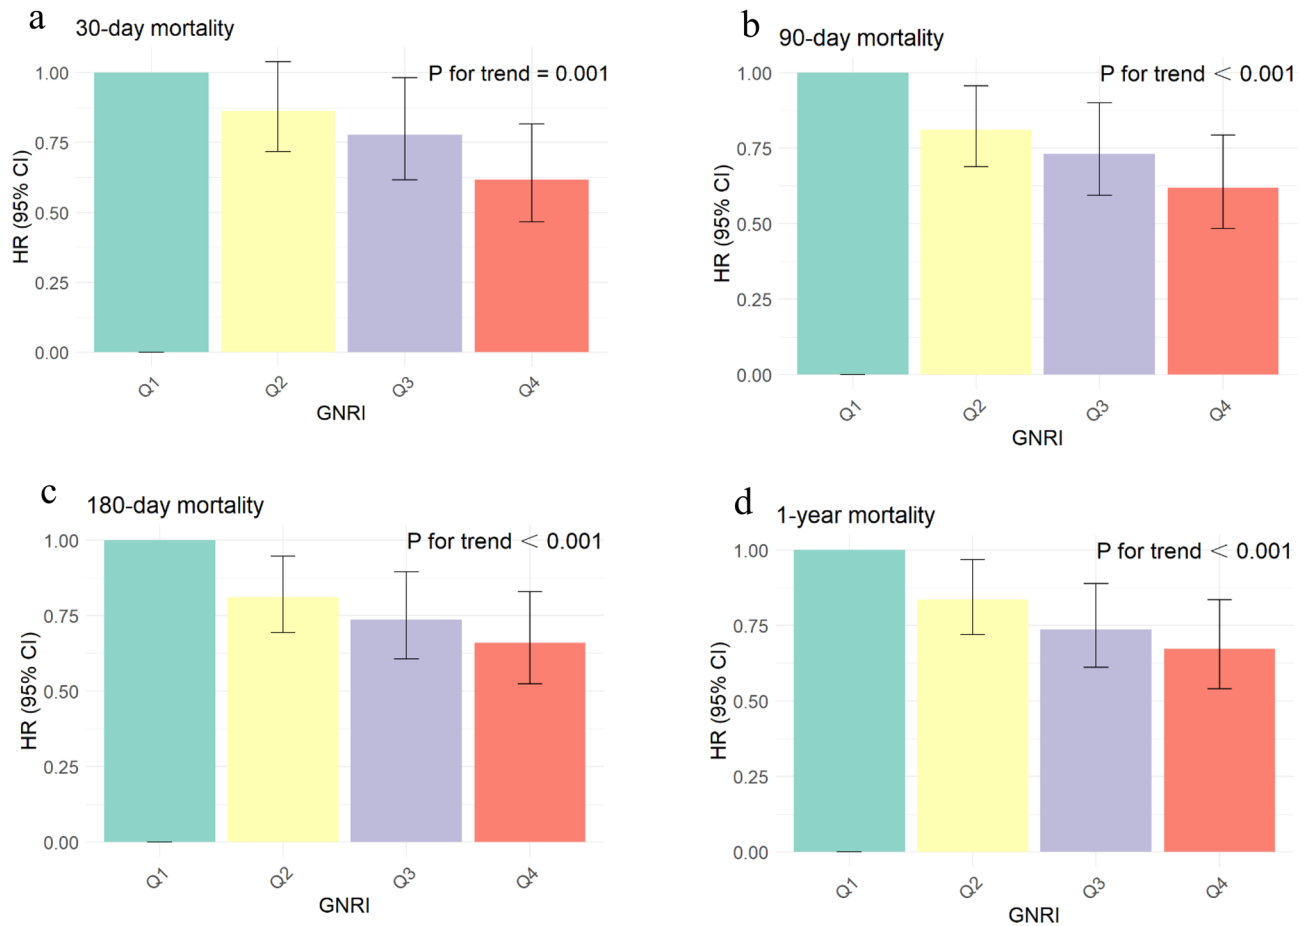 a
30-day mortality
P for trend = 0.001
1.00
0.75
0.50
0.25
0.00
HR (95% CI)
Q1 Q2 Q3 Q4
GNRI
b
90-day mortality
P for trend < 0.001
1.00
0.75
0.50
0.25
0.00
HR (95% CI)
Q1 Q2 Q3 Q4
GNRI
c
180-day mortality
P for trend < 0.001
1.00
0.75
0.50
0.25
0.00
HR (95% CI)
Q1 Q2 Q3 Q4
GNRI
d
1-year mortality
P for trend < 0.001
1.00
0.75
0.50
0.25
0.00
HR (95% CI)
Q1 Q2 Q3 Q4
GNRI